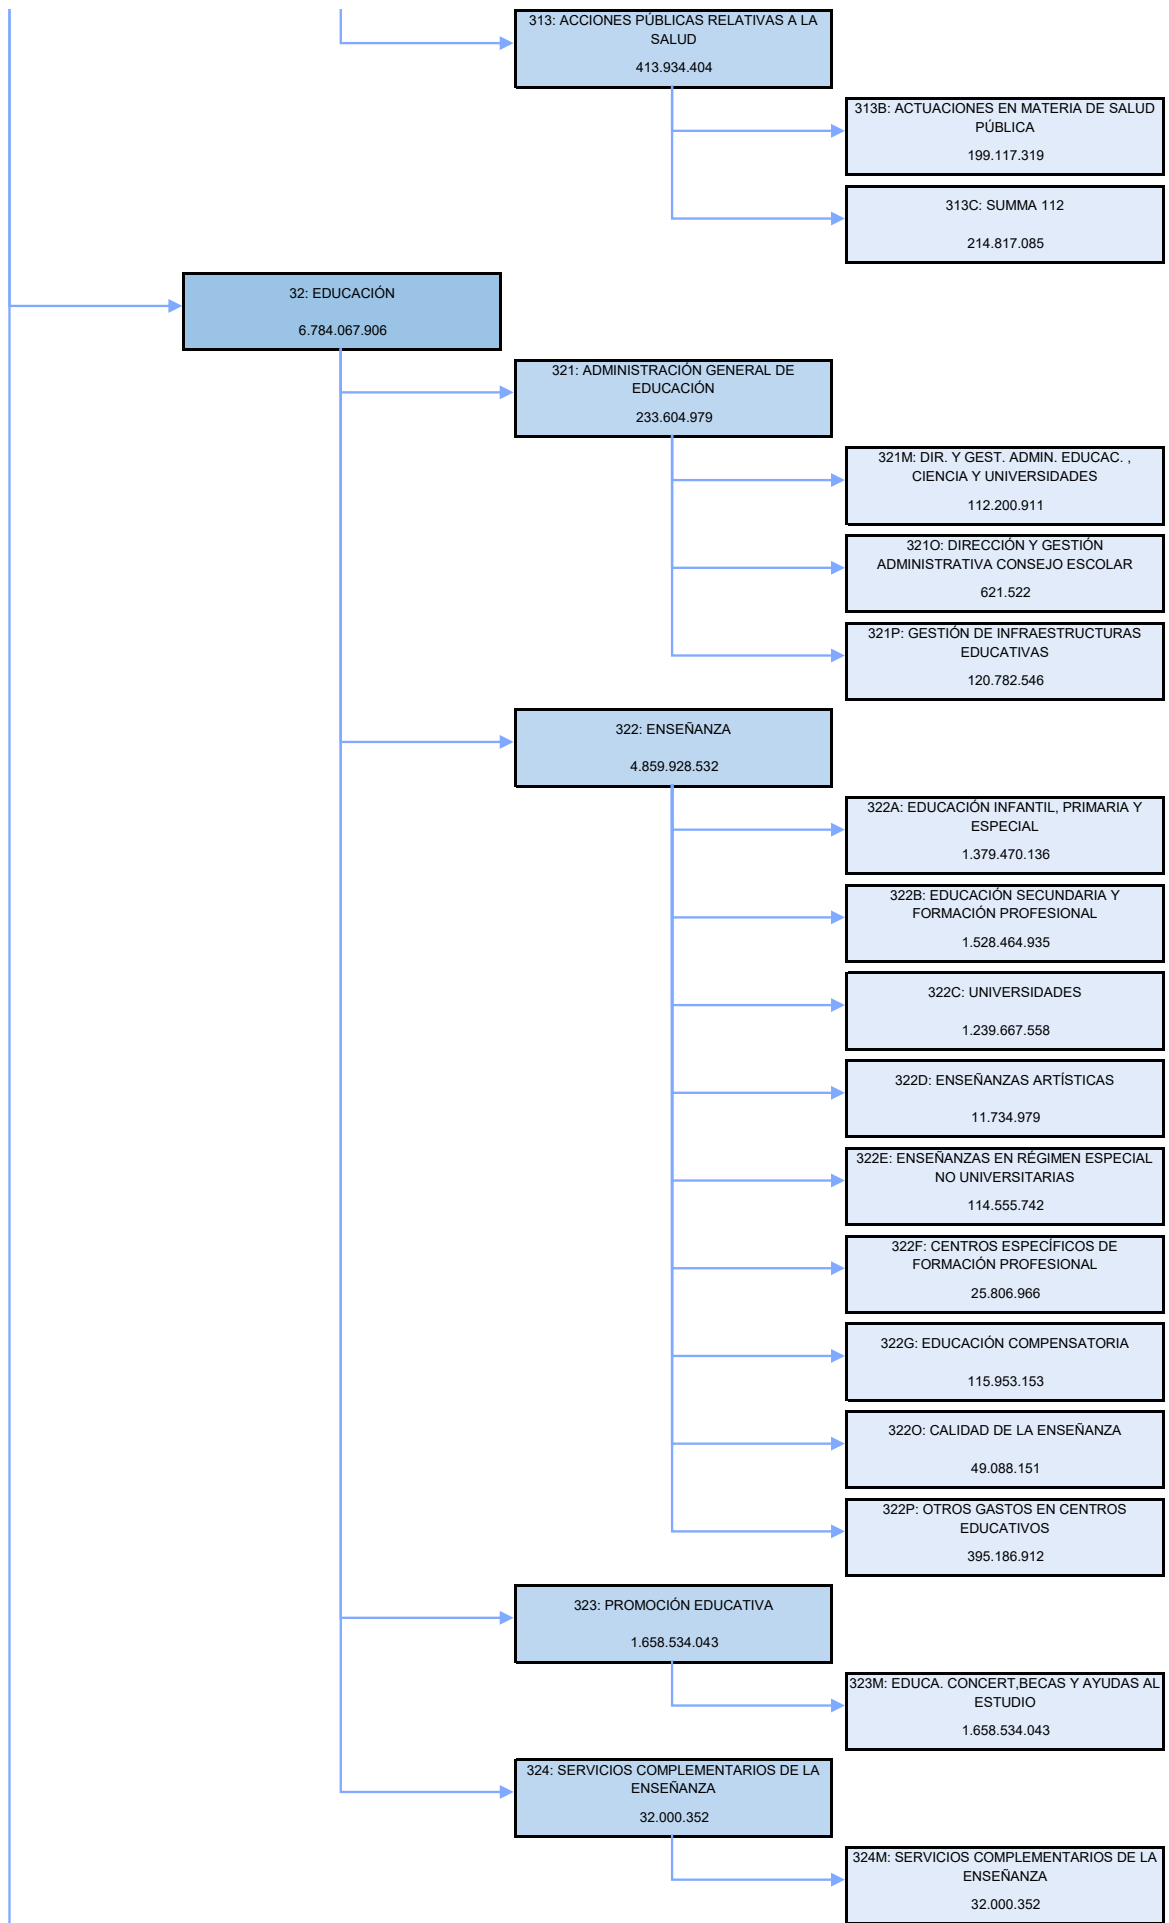 313: ACCIONES PÚBLICAS RELATIVAS A LA
SALUD
413.934.404
313B: ACTUACIONES EN MATERIA DE SALUD
PÚBLICA
199.117.319
313C: SUMMA 112
214.817.085
32: EDUCACIÓN
6.784.067.906
321: ADMINISTRACIÓN GENERAL DE
EDUCACIÓN
233.604.979
321M: DIR. Y GEST. ADMIN. EDUCAC. ,
CIENCIA Y UNIVERSIDADES
112.200.911
321O: DIRECCIÓN Y GESTIÓN
ADMINISTRATIVA CONSEJO ESCOLAR
621.522
321P: GESTIÓN DE INFRAESTRUCTURAS
EDUCATIVAS
120.782.546
322: ENSEÑANZA
4.859.928.532
322A: EDUCACIÓN INFANTIL, PRIMARIA Y
ESPECIAL
1.379.470.136
322B: EDUCACIÓN SECUNDARIA Y
FORMACIÓN PROFESIONAL
1.528.464.935
322C: UNIVERSIDADES
1.239.667.558
322D: ENSEÑANZAS ARTÍSTICAS
11.734.979
322E: ENSEÑANZAS EN RÉGIMEN ESPECIAL
NO UNIVERSITARIAS
114.555.742
322F: CENTROS ESPECÍFICOS DE
FORMACIÓN PROFESIONAL
25.806.966
322G: EDUCACIÓN COMPENSATORIA
115.953.153
322O: CALIDAD DE LA ENSEÑANZA
49.088.151
322P: OTROS GASTOS EN CENTROS
EDUCATIVOS
395.186.912
323: PROMOCIÓN EDUCATIVA
1.658.534.043
323M: EDUCA. CONCERT,BECAS Y AYUDAS AL
ESTUDIO
1.658.534.043
324: SERVICIOS COMPLEMENTARIOS DE LA
ENSEÑANZA
32.000.352
324M: SERVICIOS COMPLEMENTARIOS DE LA
ENSEÑANZA
32.000.352